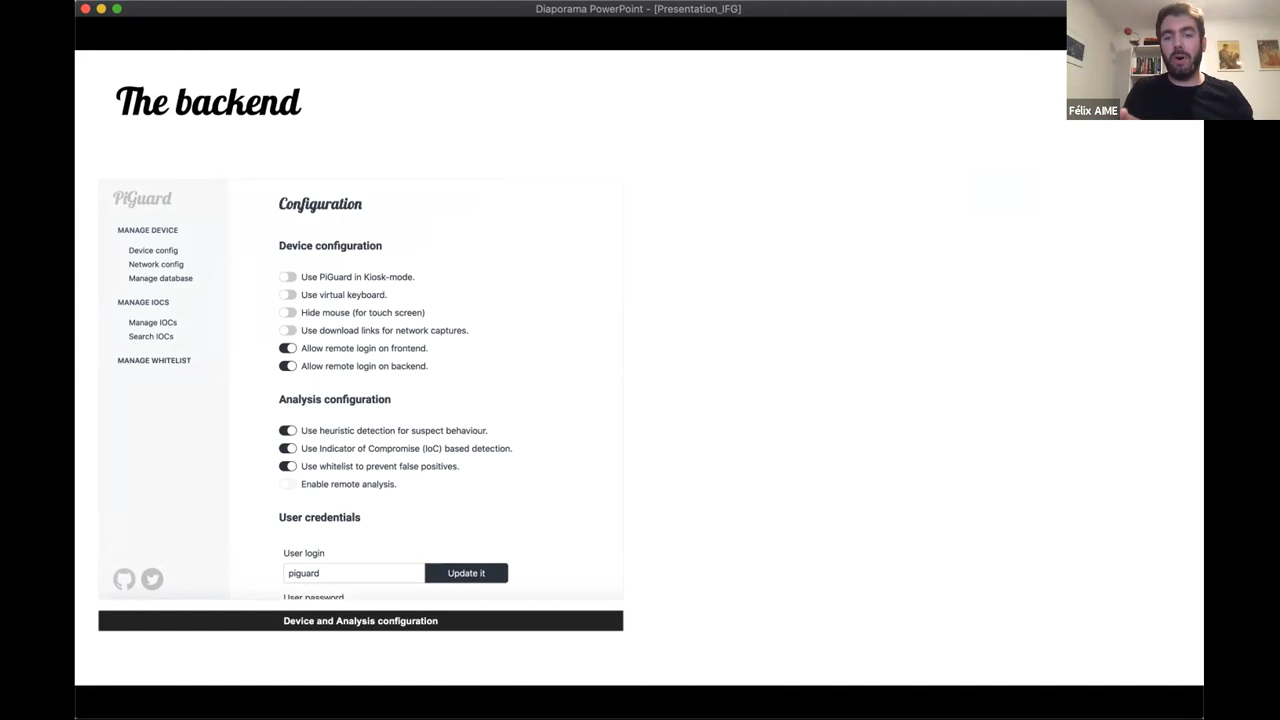 Diaporama PowerPoint - [Presentation_IFG]
Félix AIME
The backend
PiGuard
MANAGE DEVICE
Device config
Network config
Manage database
MANAGE IOCS
Manage IOCs
Search IOCs
MANAGE WHITELIST
Configuration
Device configuration
Use PiGuard in Kiosk-mode.
Use virtual keyboard.
Hide mouse (for touch screen)
Use download links for network captures.
Allow remote login on frontend.
Allow remote login on backend.
Analysis configuration
Use heuristic detection for suspect behaviour.
Use Indicator of Compromise (IoC) based detection.
Use whitelist to prevent false positives.
Enable remote analysis.
User credentials
User login
piguard
Update it
User password
Device and Analysis configuration